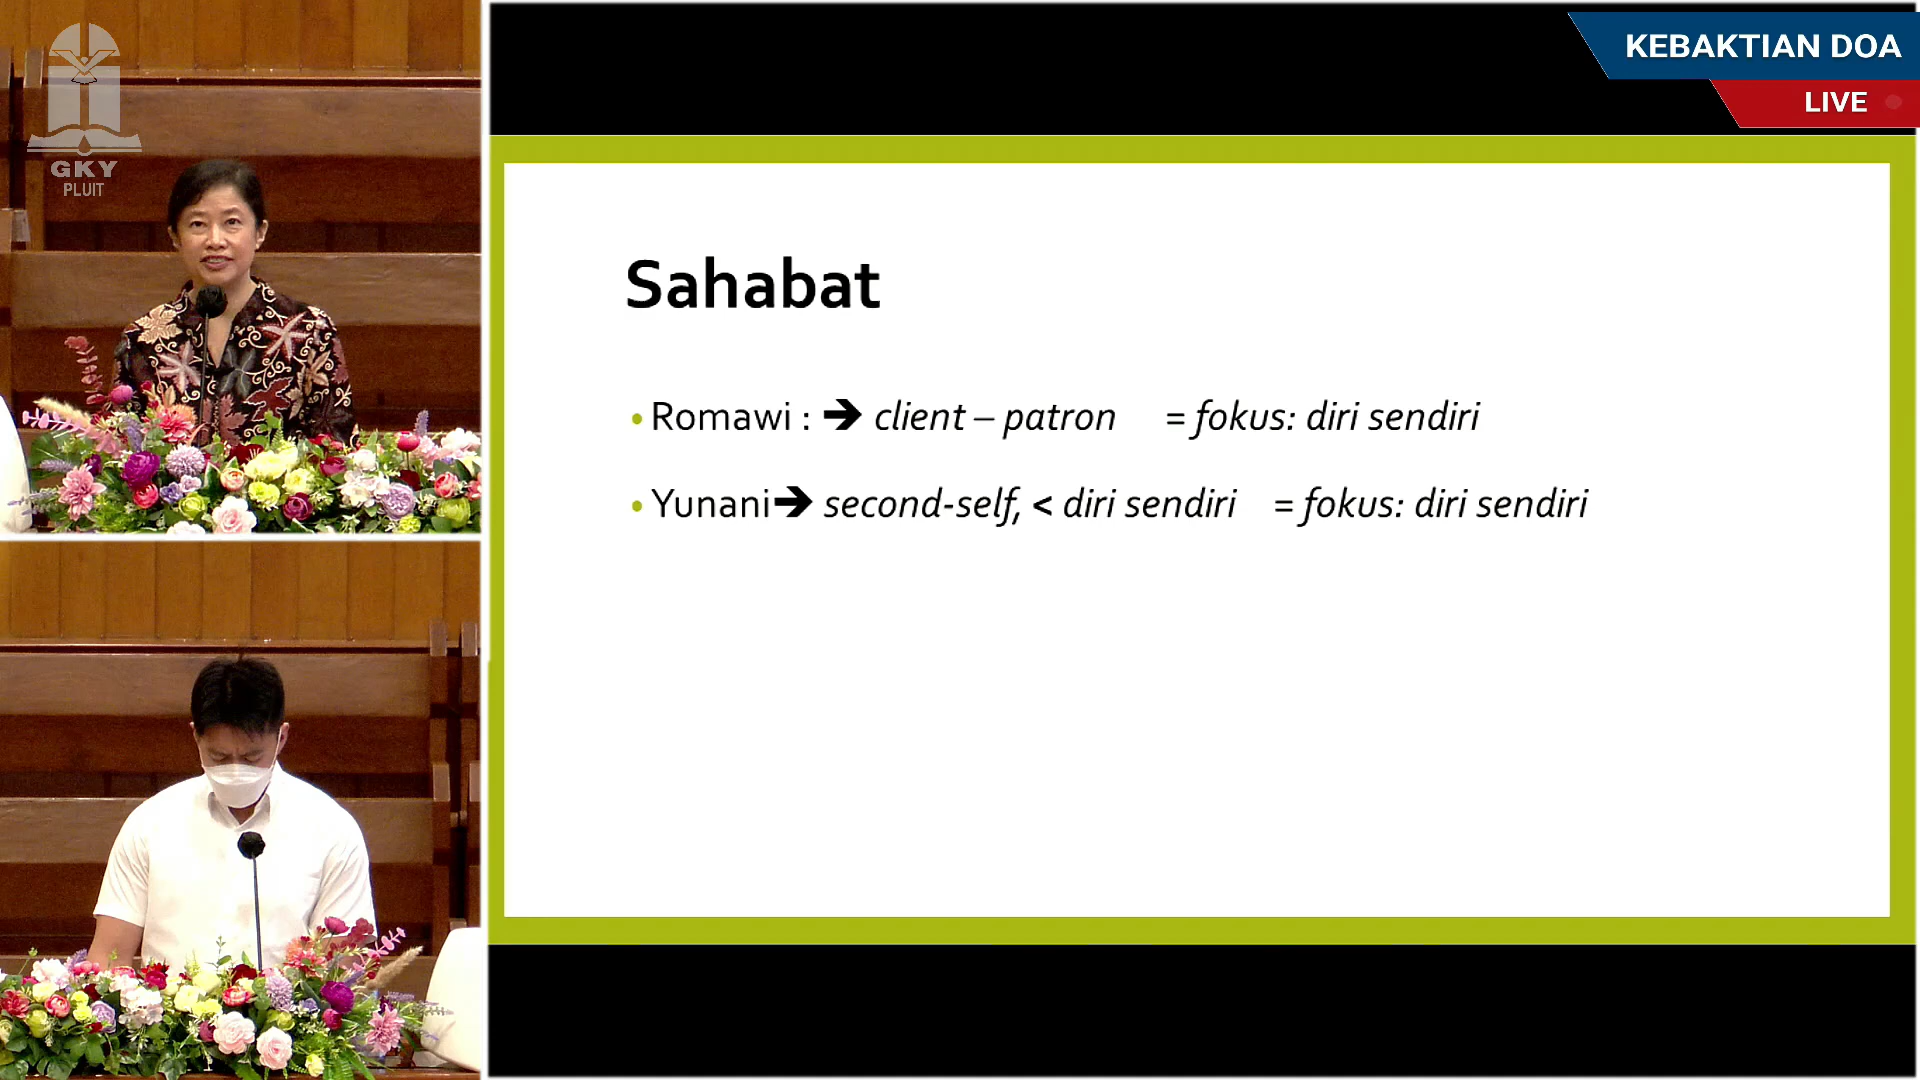 GKY
PLUIT
KEBAKTIAN DOA
LIVE
Sahabat
• Romawi : ➔ client – patron = fokus: diri sendiri
• Yunani➔ second-self, < diri sendiri = fokus: diri sendiri